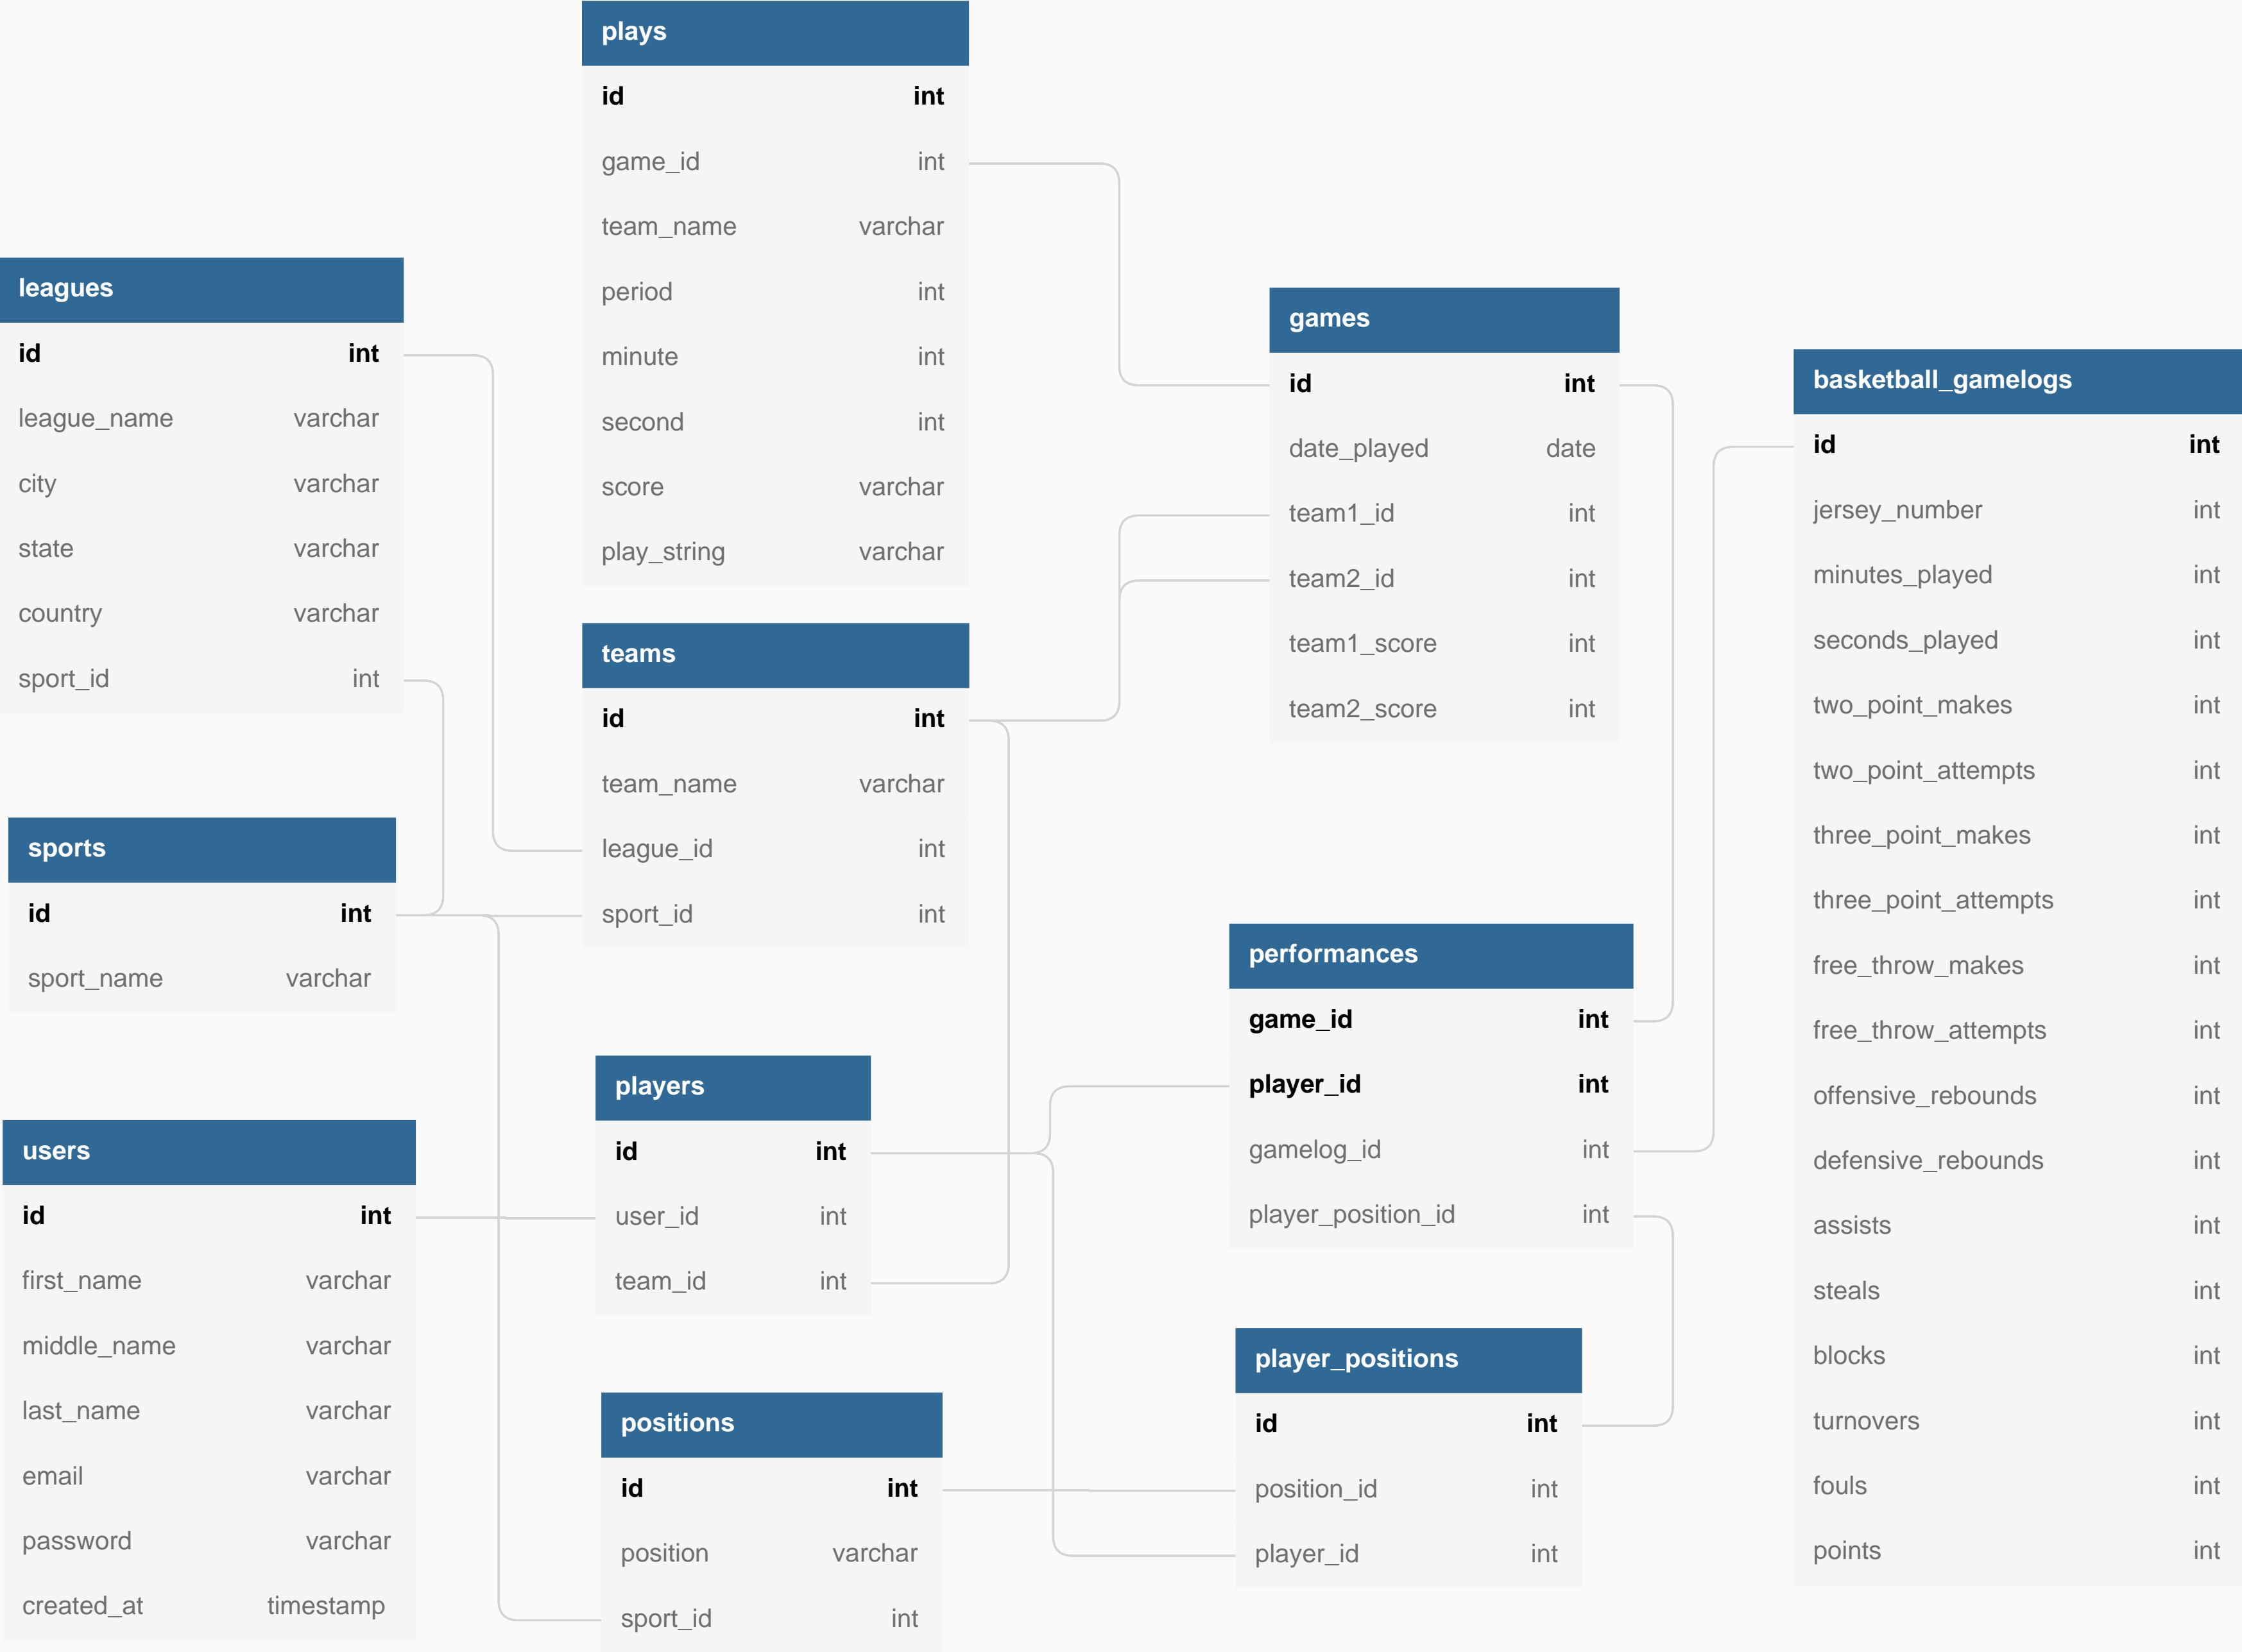 plays
id int
game_id int
team_name varchar
period int
minute int
second int
score varchar
play_string varchar
leagues
id int
league_name varchar
city varchar
state varchar
country varchar
sport_id int
games
id int
date_played date
team1_id int
team2_id int
team1_score int
team2_score int
basketball_gamelogs
id int
jersey_number int
minutes_played int
seconds_played int
two_point_makes int
two_point_attempts int
three_point_makes int
three_point_attempts int
free_throw_makes int
free_throw_attempts int
offensive_rebounds int
defensive_rebounds int
assists int
steals int
blocks int
turnovers int
fouls int
points int
teams
id int
team_name varchar
league_id int
sport_id int
sports
id int
sport_name varchar
performances
game_id int
player_id int
gamelog_id int
player_position_id int
players
id int
user_id int
team_id int
users
id int
first_name varchar
middle_name varchar
last_name varchar
email varchar
password varchar
created_at timestamp
player_positions
id int
position_id int
player_id int
positions
id int
position varchar
sport_id int